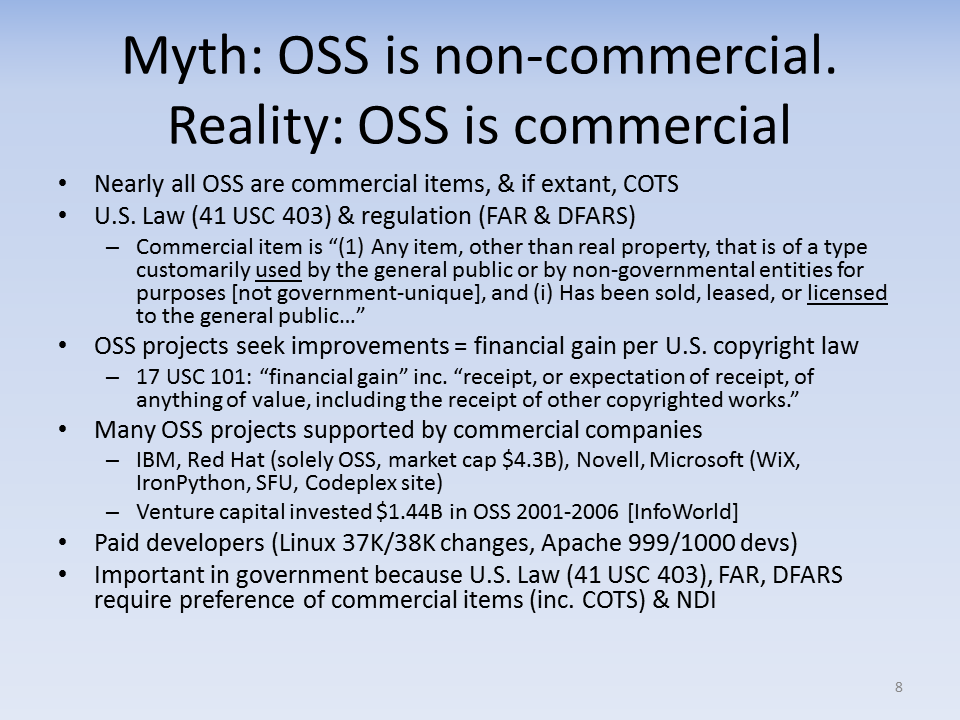 Myth: OSS is non-commercial.
Reality: OSS is commercial
• Nearly all OSS are commercial items, & if extant, COTS
• U.S. Law (41 USC 403) & regulation (FAR & DFARS)
– Commercial item is “(1) Any item, other than real property, that is of a type
customarily used by the general public or by non-governmental entities for
purposes [not government-unique], and (i) Has been sold, leased, or licensed
to the general public...”
• OSS projects seek improvements = financial gain per U.S. copyright law
– 17 USC 101: “financial gain” inc. “receipt, or expectation of receipt, of
anything of value, including the receipt of other copyrighted works.”
• Many OSS projects supported by commercial companies
– IBM, Red Hat (solely OSS, market cap $4.3B), Novell, Microsoft (WiX,
IronPython, SFU, Codeplex site)
– Venture capital invested $1.44B in OSS 2001-2006 [InfoWorld]
• Paid developers (Linux 37K/38K changes, Apache 999/1000 devs)
• Important in government because U.S. Law (41 USC 403), FAR, DFARS
require preference of commercial items (inc. COTS) & NDI
8